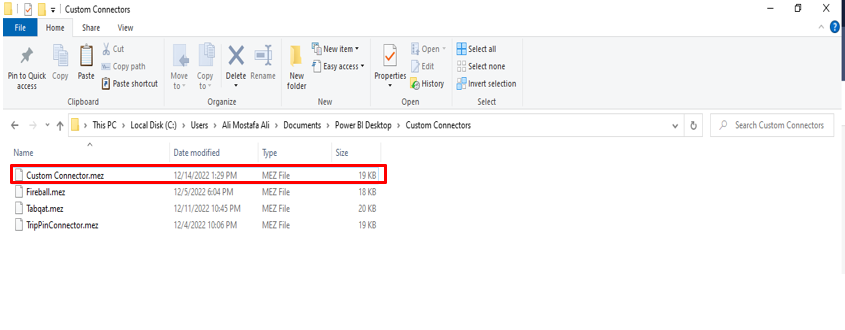 Custom Connectors
File Home Share View
Pin to Quick access
Copy
Paste
Cut
Copy path
Paste shortcut
Clipboard
Move to
Copy to
Delete
Rename
Organize
New folder
New item
Easy access
New
Properties
Open
Edit
History
Open
Select all
Select none
Invert selection
Select
This PC > Local Disk (C:) > Users > Ali Mostafa Ali > Documents > Power BI Desktop > Custom Connectors
Search Custom Connectors
Name Date modified Type Size
Custom Connector.mez 12/14/2022 1:29 PM MEZ File 19 KB
Fireball.mez 12/5/2022 6:04 PM MEZ File 18 KB
Tabqat.mez 12/11/2022 10:45 PM MEZ File 20 KB
TripPinConnector.mez 12/4/2022 10:06 PM MEZ File 19 KB